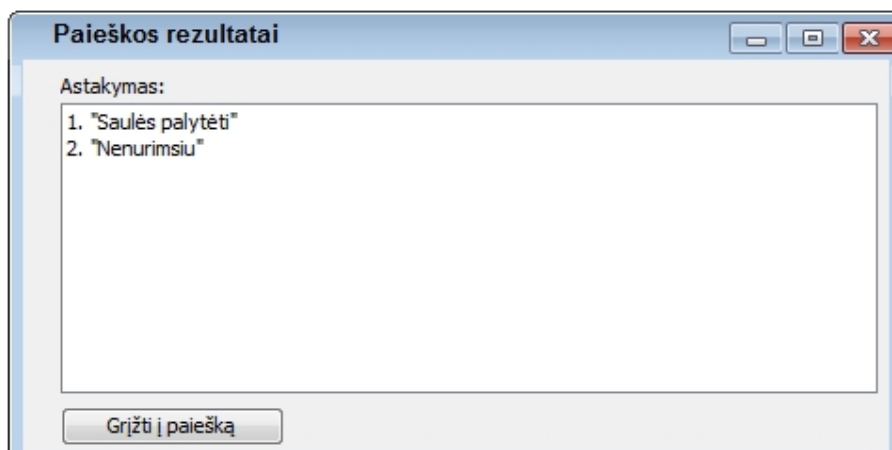 Paieškos rezultatai
Astakymas:
1. "Saulės palytėti"
2. "Nenurimsiu"
Grįžti į paiešką